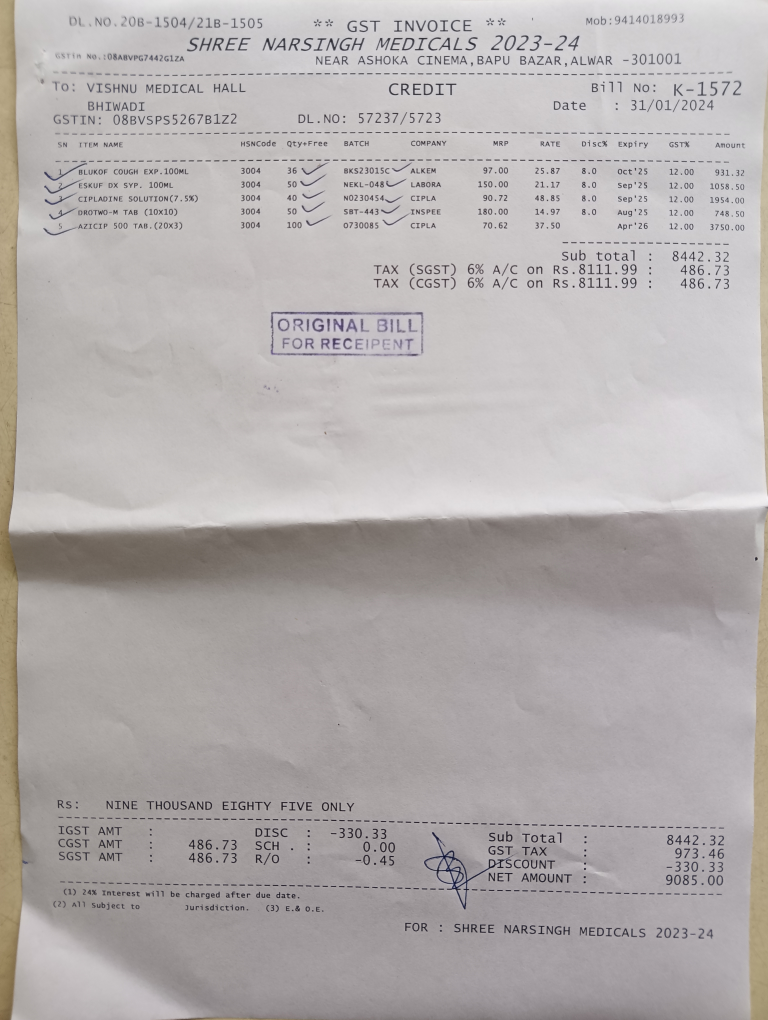 DL.NO.20B-1504/21B-1505 ** GST INVOICE ** Mob:9414018993
SHREE NARSINGH MEDICALS 2023-24
GSTin No.:08ABVPG7442G1ZA NEAR ASHOKA CINEMA,BAPU BAZAR,ALWAR -301001
To: VISHNU MEDICAL HALL CREDIT Bill No: K-1572
BHIWADI Date : 31/01/2024
GSTIN: 08BVSPS5267B1Z2 DL.NO: 57237/5723
SN ITEM NAME HSNCode Qty+Free BATCH COMPANY MRP RATE Disc% Expiry GST% Amount
1 BLUKOF COUGH EXP.100ML 3004 36 BKS23015C ALKEM 97.00 25.87 8.0 Oct'25 12.00 931.32
2 ESKUF DX SYP. 100ML 3004 50 NEKL-048 LABORA 150.00 21.17 8.0 Sep'25 12.00 1058.50
3 CIPLADINE SOLUTION(7.5%) 3004 40 NO230454 CIPLA 90.72 48.85 8.0 Sep'25 12.00 1954.00
4 DROTWO-M TAB (10X10) 3004 50 SBT-443 INSPEE 180.00 14.97 8.0 Aug'25 12.00 748.50
5 AZICIP 500 TAB.(20X3) 3004 100 0730085 CIPLA 70.62 37.50 Apr'26 12.00 3750.00
Sub total : 8442.32
TAX (SGST) 6% A/C on Rs.8111.99 : 486.73
TAX (CGST) 6% A/C on Rs.8111.99 : 486.73
ORIGINAL BILL
FOR RECEIPENT
Rs: NINE THOUSAND EIGHTY FIVE ONLY
IGST AMT : DISC : -330.33 Sub Total : 8442.32
CGST AMT : 486.73 SCH . : 0.00 GST TAX : 973.46
SGST AMT : 486.73 R/O : -0.45 DISCOUNT : -330.33
NET AMOUNT : 9085.00
(1) 24% Interest will be charged after due date.
(2) All Subject to Jurisdiction. (3) E.& O.E.
FOR : SHREE NARSINGH MEDICALS 2023-24